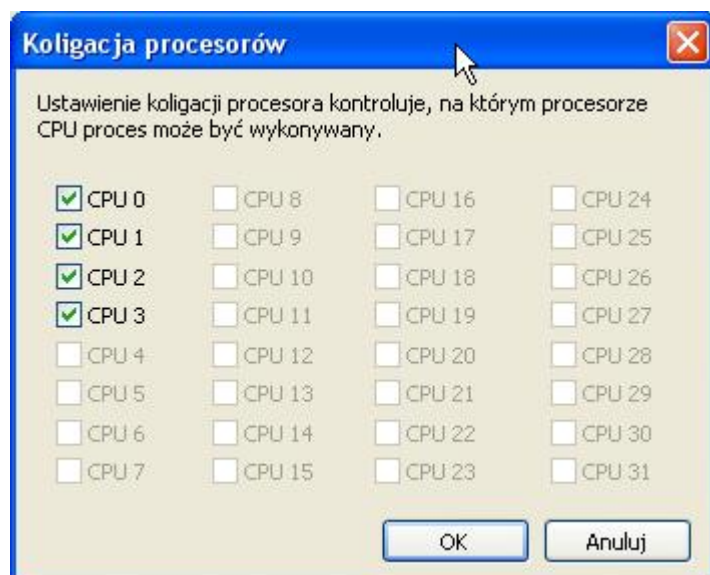 Koligacja procesorów
Ustawienie koligacji procesora kontroluje, na którym procesorze
CPU proces może być wykonywany.
CPU 0 CPU 8 CPU 16 CPU 24
CPU 1 CPU 9 CPU 17 CPU 25
CPU 2 CPU 10 CPU 18 CPU 26
CPU 3 CPU 11 CPU 19 CPU 27
CPU 4 CPU 12 CPU 20 CPU 28
CPU 5 CPU 13 CPU 21 CPU 29
CPU 6 CPU 14 CPU 22 CPU 30
CPU 7 CPU 15 CPU 23 CPU 31
OK Anuluj